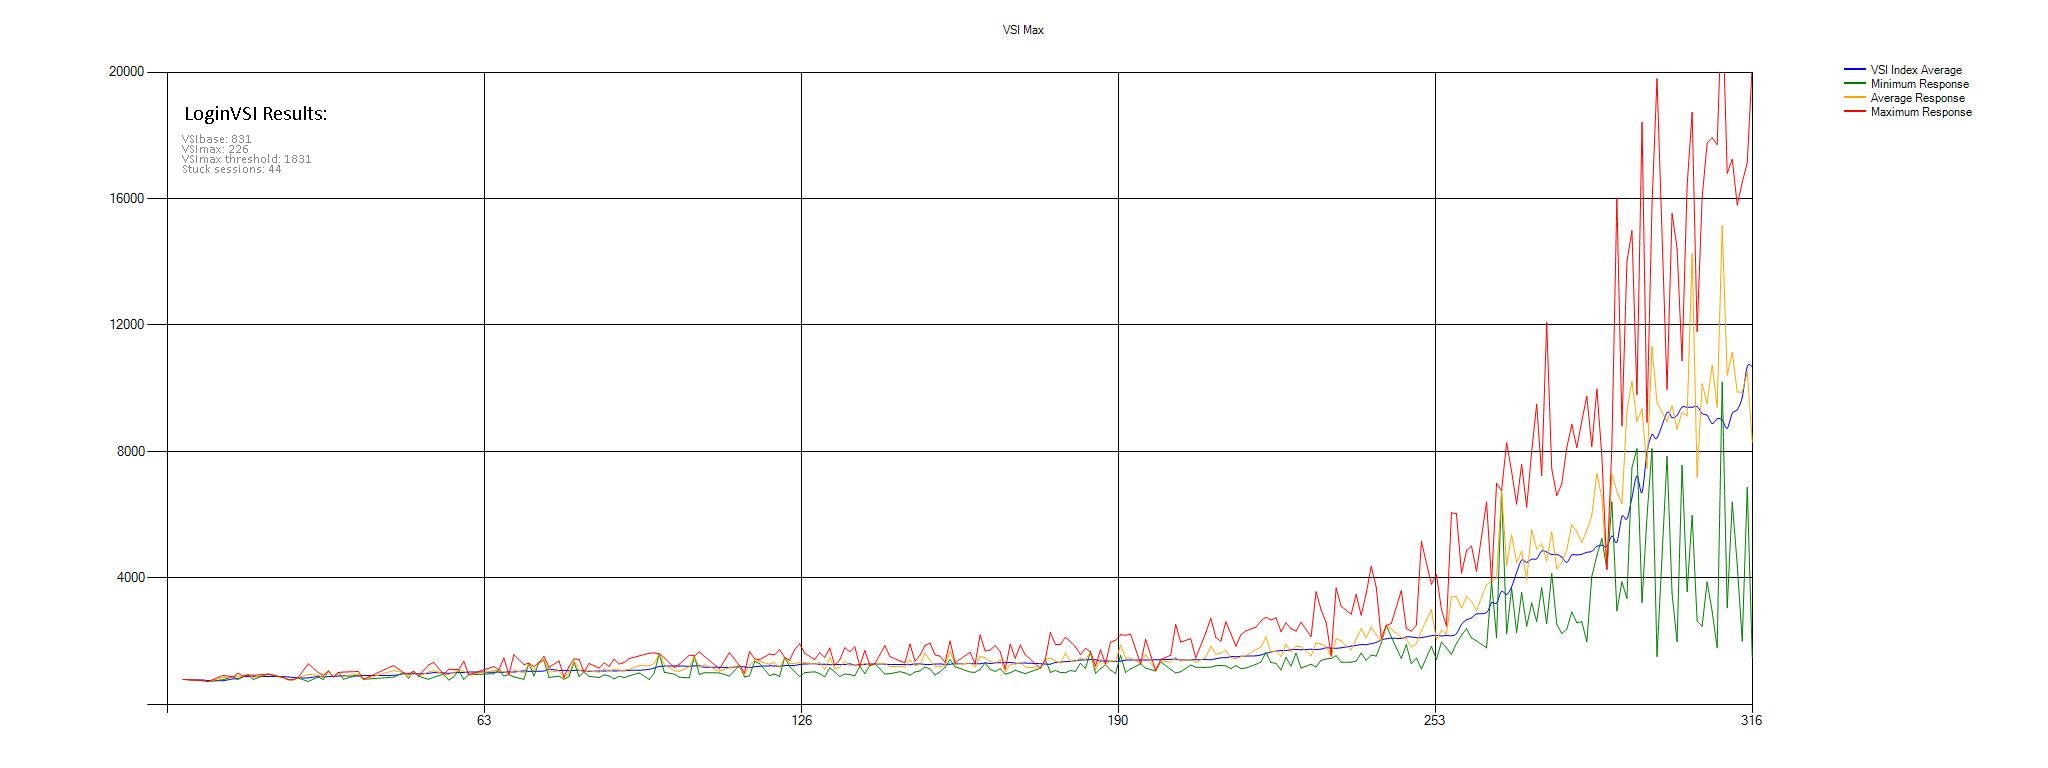 VSI Max
20000
16000
12000
8000
4000
LoginVSI Results:
VSIbase: 831
VSImax: 226
VSImax threshold: 1831
Stuck sessions: 44
63
126
190
253
316
VSI Index Average
Minimum Response
Average Response
Maximum Response